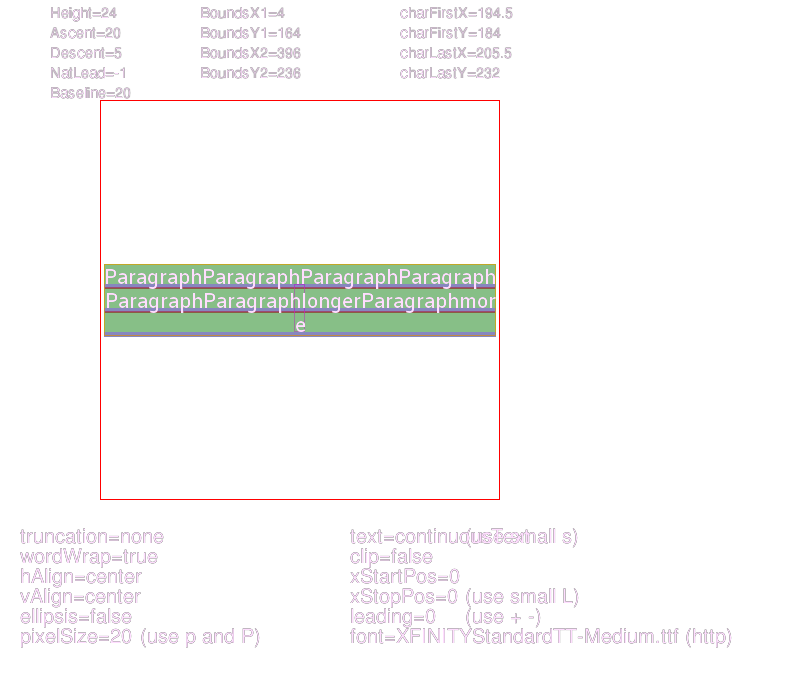 Height=24 BoundsX1=4 charFirstX=194.5
Ascent=20 BoundsY1=164 charFirstY=184
Descent=5 BoundsX2=396 charLastX=205.5
NatLead=-1 BoundsY2=236 charLastY=232
Baseline=20
ParagraphParagraphParagraphParagraph
ParagraphParagraphlongerParagraphmor
e
truncation=none text=continuousText (use small s)
wordWrap=true clip=false
hAlign=center xStartPos=0
vAlign=center xStopPos=0 (use small L)
ellipsis=false leading=0 (use + -)
pixelSize=20 (use p and P) font=XFINITYStandardTT-Medium.ttf (http)